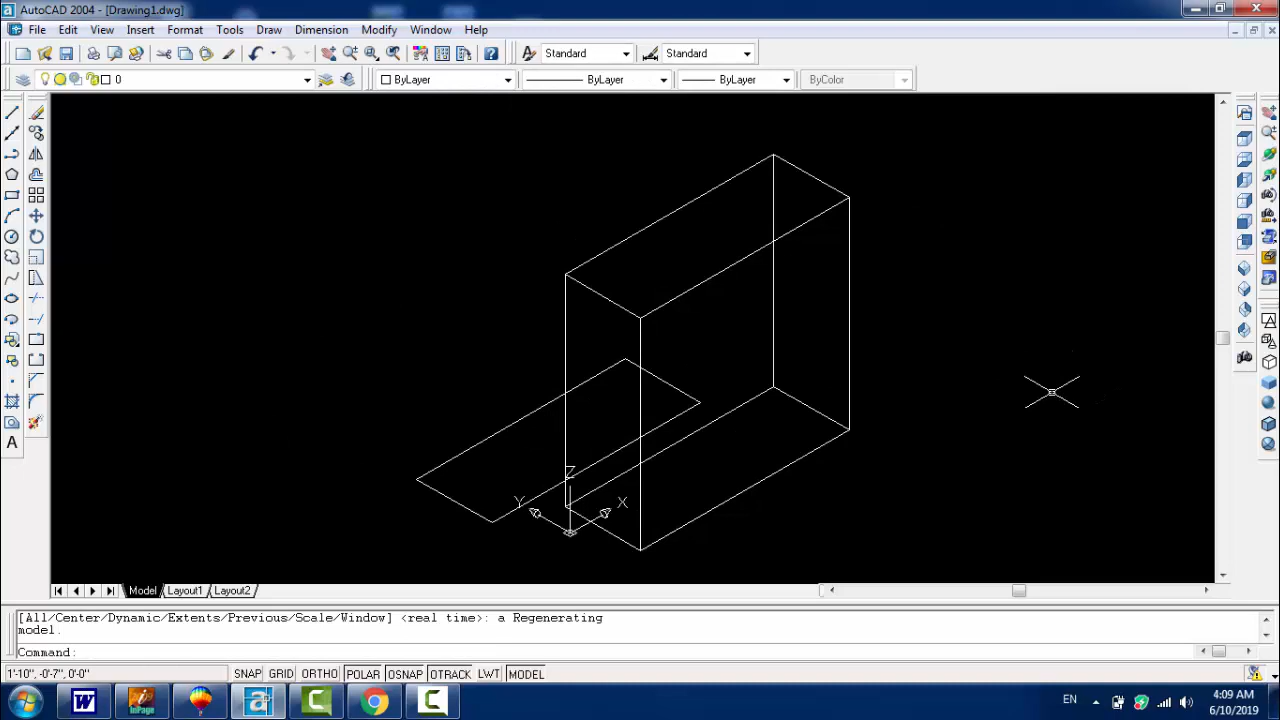 AutoCAD 2004 - [Drawing1.dwg]
File Edit View Insert Format Tools Draw Dimension Modify Window Help
Standard Standard
0 ByLayer ByLayer ByLayer ByColor
A
Z
Y X
Model Layout1 Layout2
[All/Center/Dynamic/Extents/Previous/Scale/Window] <real time>: a Regenerating
model.
Command:
1'-10", -0'-7", 0'-0" SNAP GRID ORTHO POLAR OSNAP OTRACK LWT MODEL
EN 4:09 AM
6/10/2019